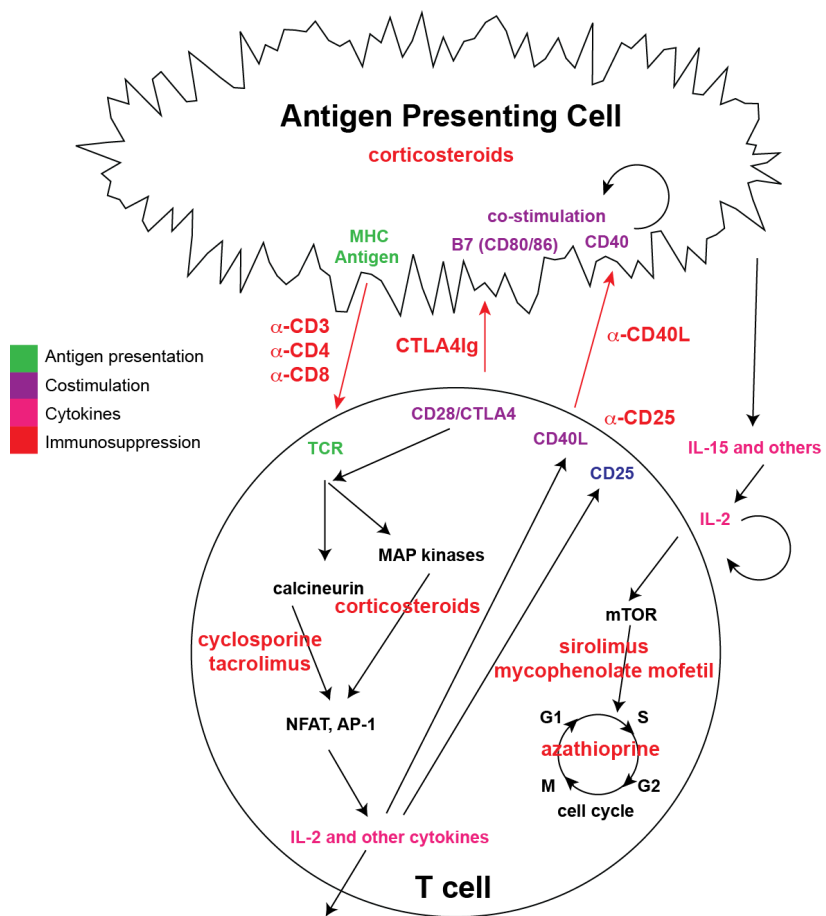 Antigen Presenting Cell
corticosteroids
co-stimulation
MHC
Antigen
B7 (CD80/86)
CD40
α-CD3
α-CD4
α-CD8
CTLA4Ig
α-CD40L
Antigen presentation
Costimulation
Cytokines
Immunosuppression
CD28/CTLA4
α-CD25
TCR
CD40L
CD25
IL-15 and others
IL-2
MAP kinases
calcineurin
corticosteroids
mTOR
cyclosporine
tacrolimus
sirolimus
mycophenolate mofetil
NFAT, AP-1
G1
S
azathioprine
M
G2
cell cycle
IL-2 and other cytokines
T cell